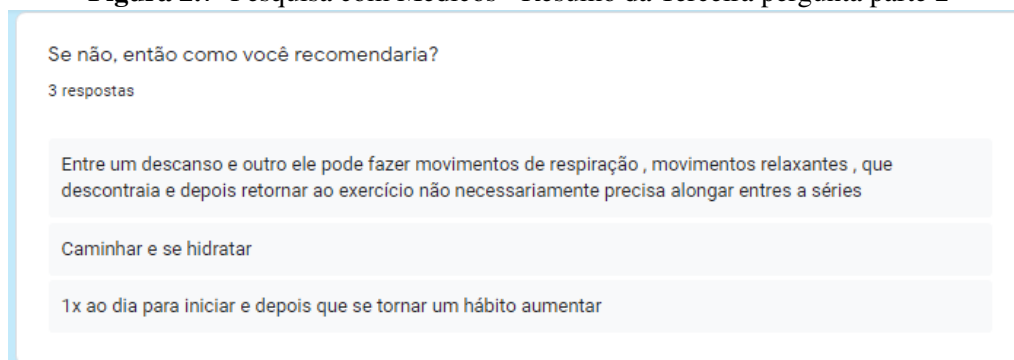 Se não, então como você recomendaria?
3 respostas
Entre um descanso e outro ele pode fazer movimentos de respiração , movimentos relaxantes , que
descontraia e depois retornar ao exercício não necessariamente precisa alongar entres a séries
Caminhar e se hidratar
1x ao dia para iniciar e depois que se tornar um hábito aumentar